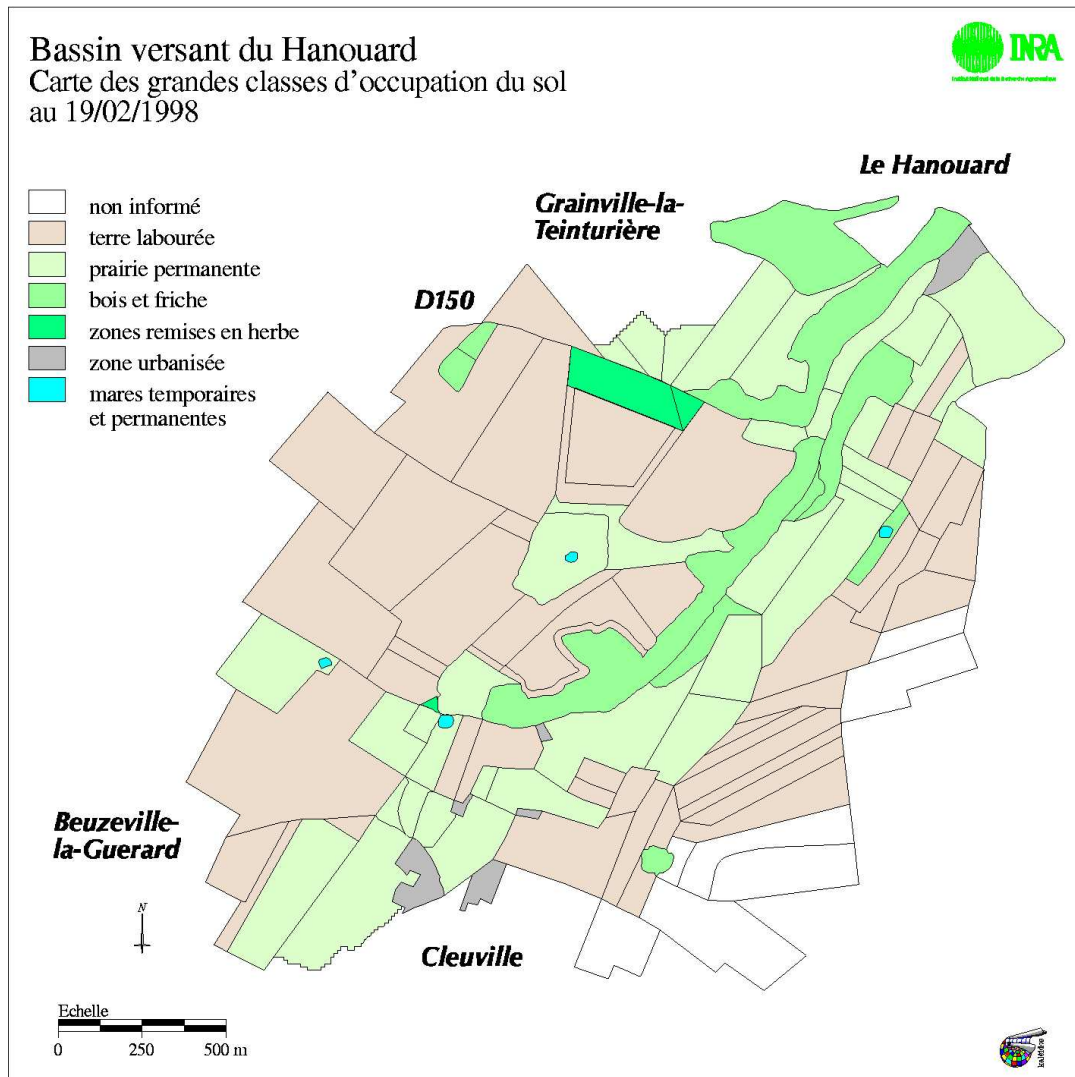 Bassin versant du Hanouard
Carte des grandes classes d'occupation du sol
au 19/02/1998
INRA
Le Hanouard
Grainville-la-
Teinturière
D150
non informé
terre labourée
prairie permanente
bois et friche
zones remises en herbe
zone urbanisée
mares temporaires
et permanentes
Beuzeville-
la-Guerard
N
Cleuville
Echelle
0 250 500 m